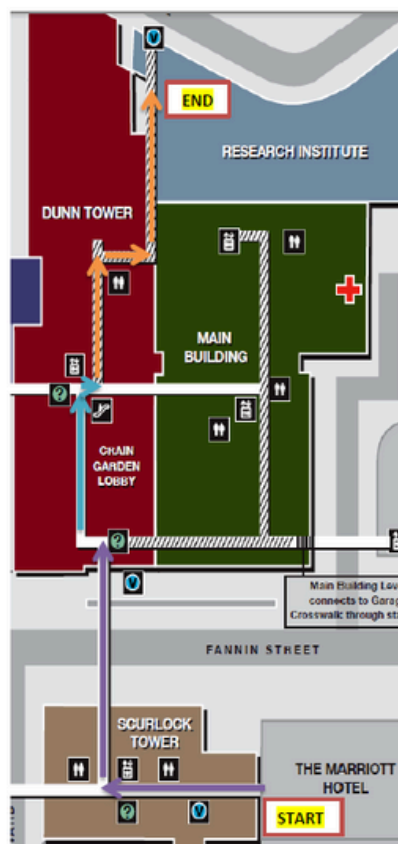 END
RESEARCH INSTITUTE
DUNN TOWER
MAIN
BUILDING
CRAIN
GARDEN
LOBBY
Main Building Lev
connects to Garag
Crosswalk through sta
FANNIN STREET
SCURLOCK
TOWER
THE MARRIOTT
HOTEL
START